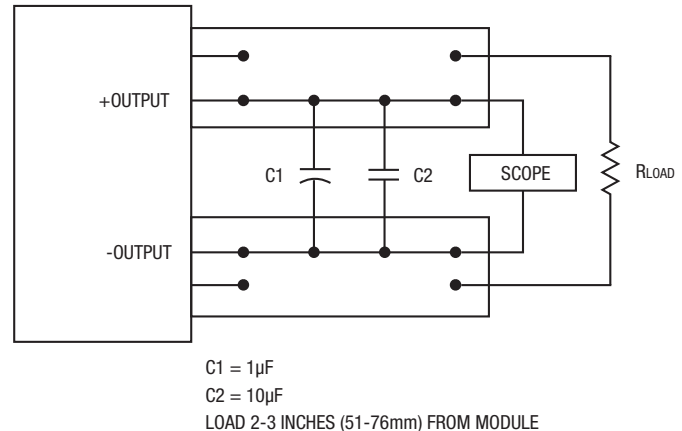 +OUTPUT
C1
C2
SCOPE
RLOAD
-OUTPUT
C1 = 1µF
C2 = 10µF
LOAD 2-3 INCHES (51-76mm) FROM MODULE